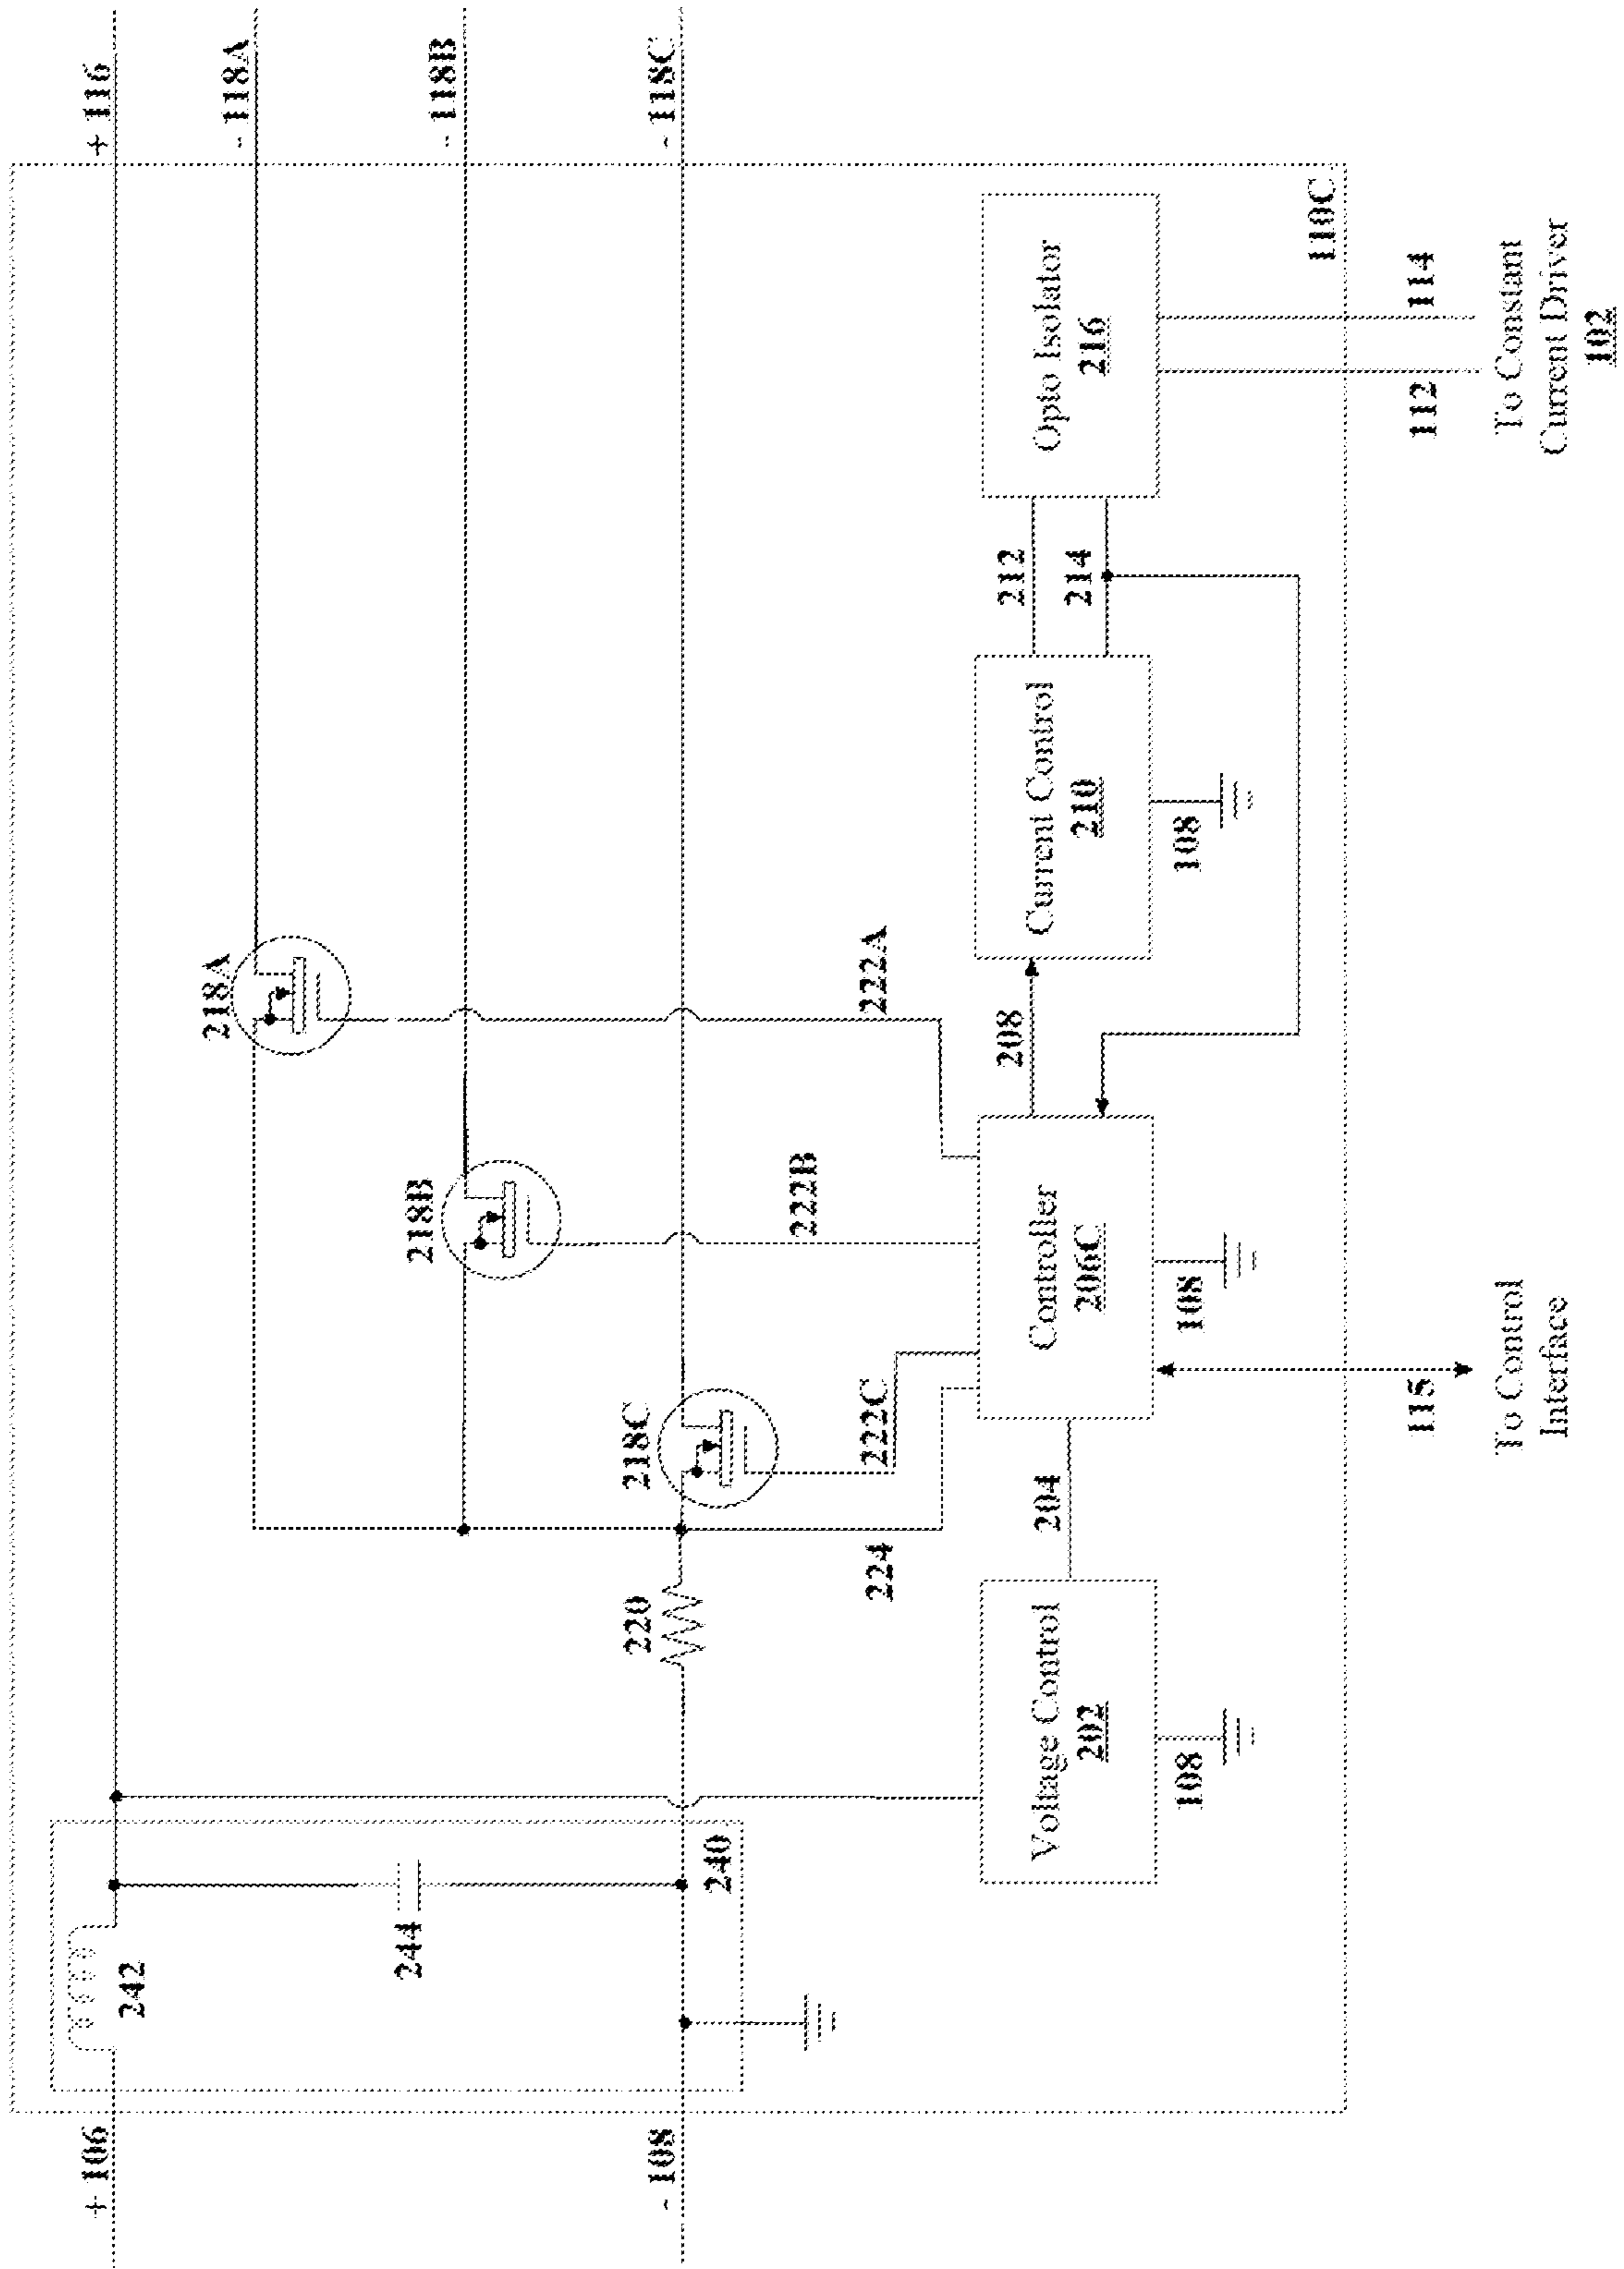 + 106
- 108
242
244
240
+ 116
- 118A
- 118B
- 118C
218A
218B
218C
220
222A
222B
222C
224
Voltage Control
202
108
204
Controller
206C
108
208
Current Control
210
108
212
214
Opto Isolator
216
110C
115
To Control
Interface
112
114
To Constant
Current Driver
102